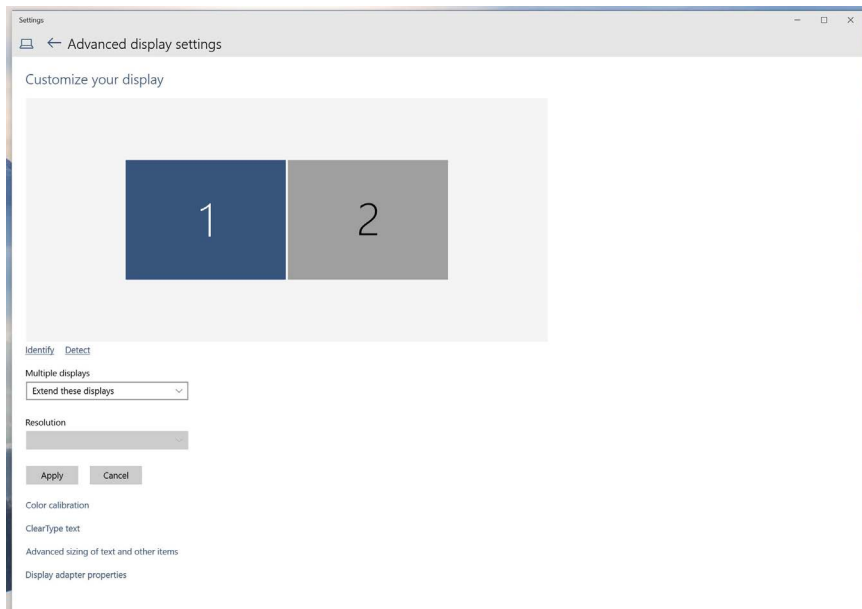 Settings
Advanced display settings
Customize your display
1 2
Identify Detect
Multiple displays
Extend these displays
Resolution
Apply Cancel
Color calibration
ClearType text
Advanced sizing of text and other items
Display adapter properties